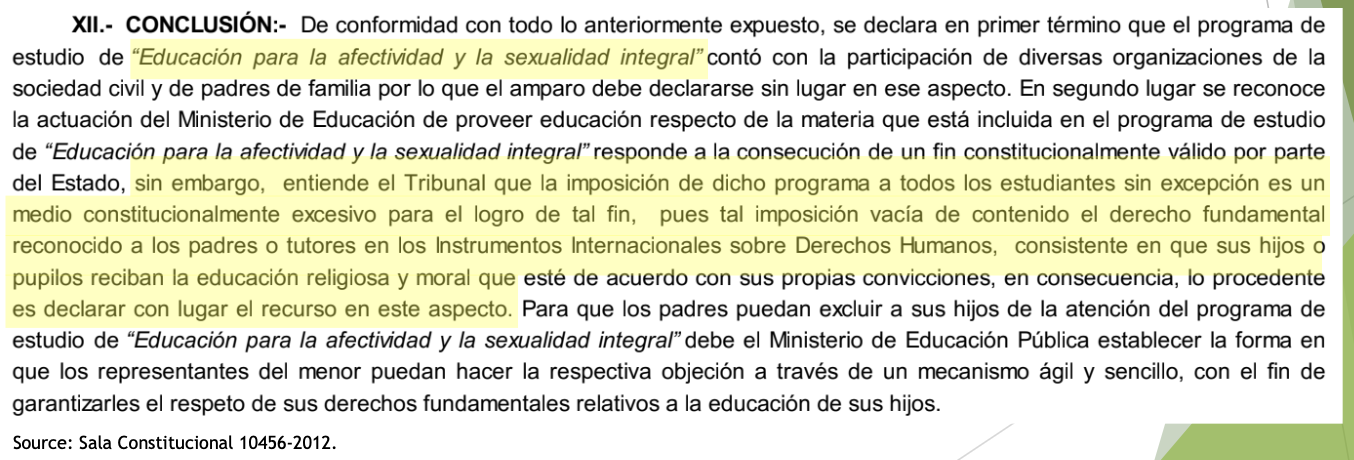 XII.- CONCLUSIÓN:- De conformidad con todo lo anteriormente expuesto, se declara en primer término que el programa de
estudio de “Educación para la afectividad y la sexualidad integral” contó con la participación de diversas organizaciones de la
sociedad civil y de padres de familia por lo que el amparo debe declararse sin lugar en ese aspecto. En segundo lugar se reconoce
la actuación del Ministerio de Educación de proveer educación respecto de la materia que está incluida en el programa de estudio
de “Educación para la afectividad y la sexualidad integral” responde a la consecución de un fin constitucionalmente válido por parte
del Estado, sin embargo, entiende el Tribunal que la imposición de dicho programa a todos los estudiantes sin excepción es un
medio constitucionalmente excesivo para el logro de tal fin, pues tal imposición vacía de contenido el derecho fundamental
reconocido a los padres o tutores en los Instrumentos Internacionales sobre Derechos Humanos, consistente en que sus hijos o
pupilos reciban la educación religiosa y moral que esté de acuerdo con sus propias convicciones, en consecuencia, lo procedente
es declarar con lugar el recurso en este aspecto. Para que los padres puedan excluir a sus hijos de la atención del programa de
estudio de “Educación para la afectividad y la sexualidad integral” debe el Ministerio de Educación Pública establecer la forma en
que los representantes del menor puedan hacer la respectiva objeción a través de un mecanismo ágil y sencillo, con el fin de
garantizarles el respeto de sus derechos fundamentales relativos a la educación de sus hijos.
Source: Sala Constitucional 10456-2012.